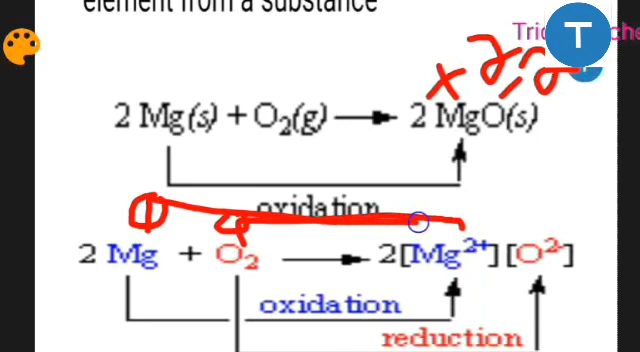 element from a substance
T
2 Mg(s) + O₂(g) → 2 MgO(s)
oxidation
2 Mg + O₂ → 2[Mg²⁺][O²⁻]
oxidation
reduction